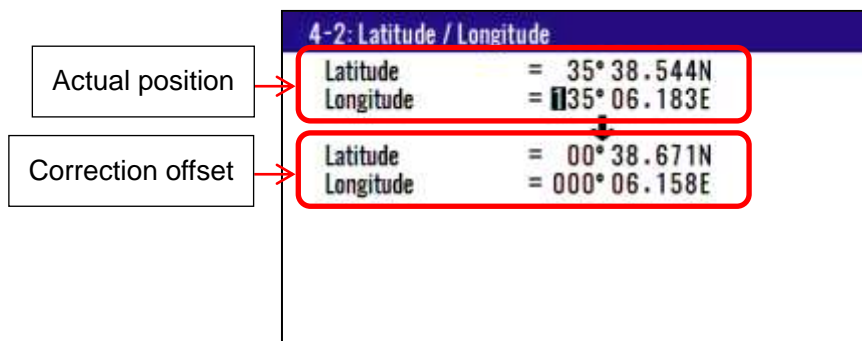 4-2: Latitude / Longitude
Actual position
Latitude = 35° 38.544N
Longitude = 135° 06.183E
Correction offset
Latitude = 00° 38.671N
Longitude = 000° 06.158E